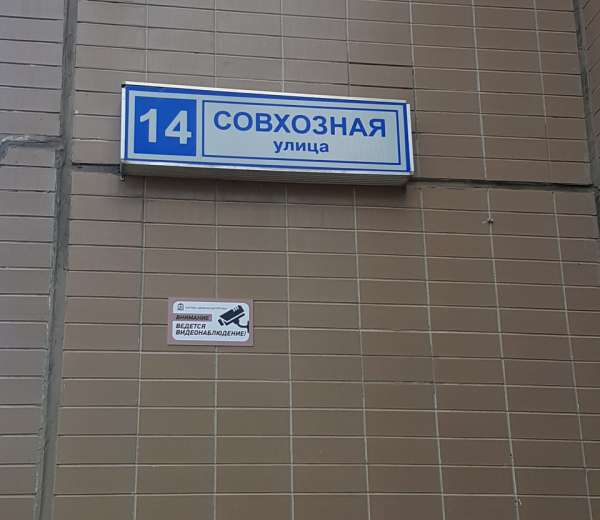 14
СОВХОЗНАЯ
улица
ВНИМАНИЕ
ВЕДЕТСЯ
ВИДЕОНАБЛЮДЕНИЕ!